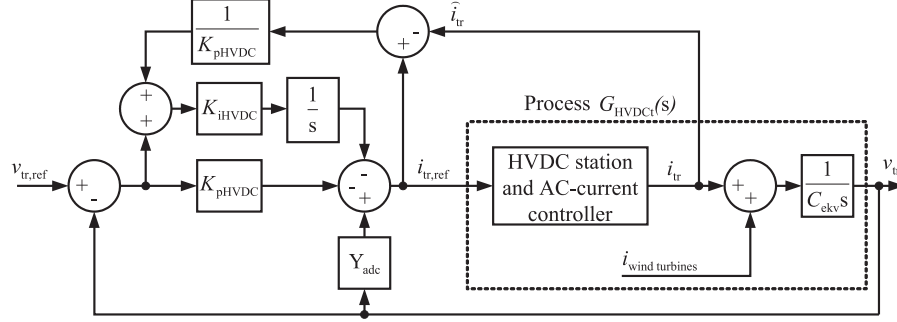 1
K_pHVDC
+
-
î_tr
+
+
K_iHVDC
1
s
Process G_HVDCt(s)
v_tr,ref
+
-
K_pHVDC
-
-
+
i_tr,ref
HVDC station
and AC-current
controller
i_tr
+
+
1
C_ekv s
v_tr
Y_adc
i_wind turbines